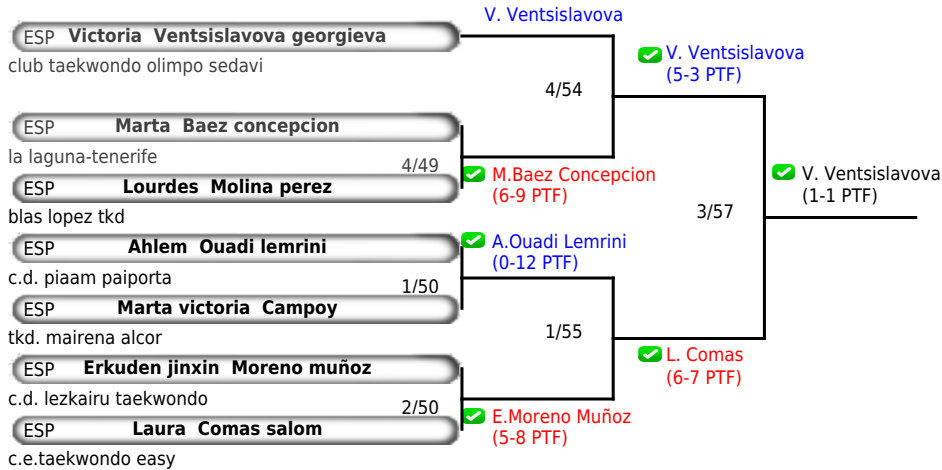 V. Ventsislavova
ESP Victoria Ventsislavova georgieva
club taekwondo olimpo sedavi
V. Ventsislavova
(5-3 PTF)
4/54
ESP Marta Baez concepcion
la laguna-tenerife
4/49
ESP Lourdes Molina perez
blas lopez tkd
M.Baez Concepcion
(6-9 PTF)
V. Ventsislavova
(1-1 PTF)
3/57
ESP Ahlem Ouadi lemrini
c.d. piaam paiporta
A.Ouadi Lemrini
(0-12 PTF)
1/50
ESP Marta victoria Campoy
tkd. mairena alcor
1/55
L. Comas
(6-7 PTF)
ESP Erkuden jinxin Moreno muñoz
c.d. lezkairu taekwondo
2/50
ESP Laura Comas salom
c.e.taekwondo easy
E.Moreno Muñoz
(5-8 PTF)